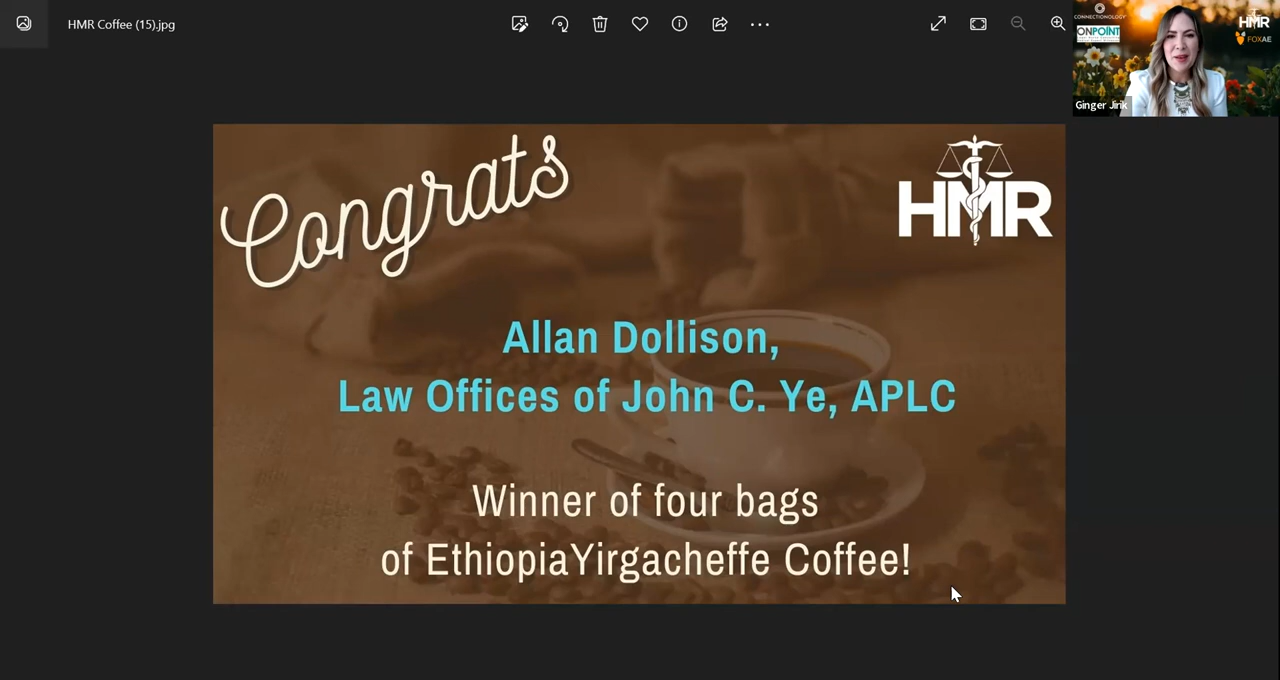 HMR Coffee (15).jpg
CONNECTIONOLOGY
ONPOINT
HMR
FOXAE
Ginger Jirik
Congrats
HMR
Allan Dollison,
Law Offices of John C. Ye, APLC
Winner of four bags
of EthiopiaYirgacheffe Coffee!